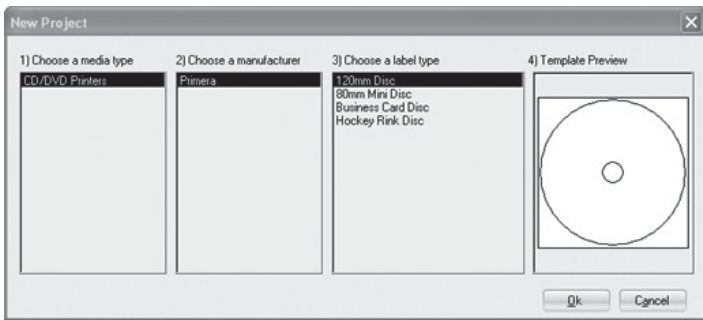 New Project
1) Choose a media type
2) Choose a manufacturer
3) Choose a label type
4) Template Preview
CD/DVD Printers
Primera
120mm Disc
80mm Mini Disc
Business Card Disc
Hockey Rink Disc
Ok
Cancel